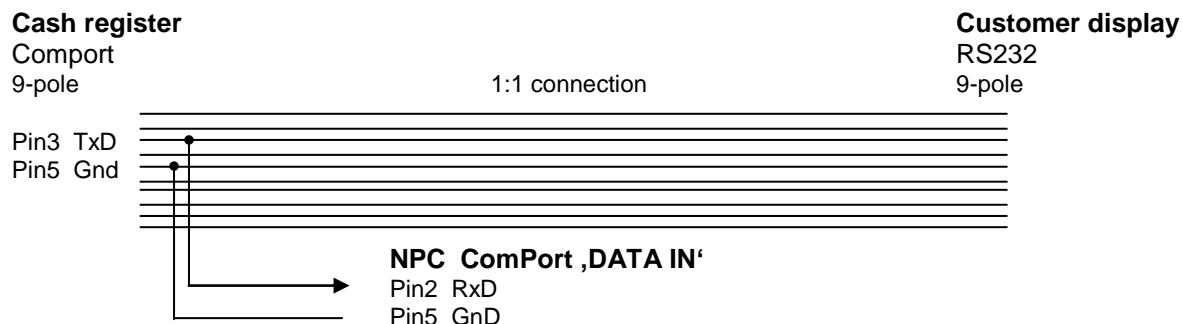 Cash register
Customer display
Comport
RS232
9-pole
1:1 connection
9-pole
Pin3 TxD
Pin5 Gnd
NPC ComPort ‚DATA IN‘
Pin2 RxD
Pin5 GnD